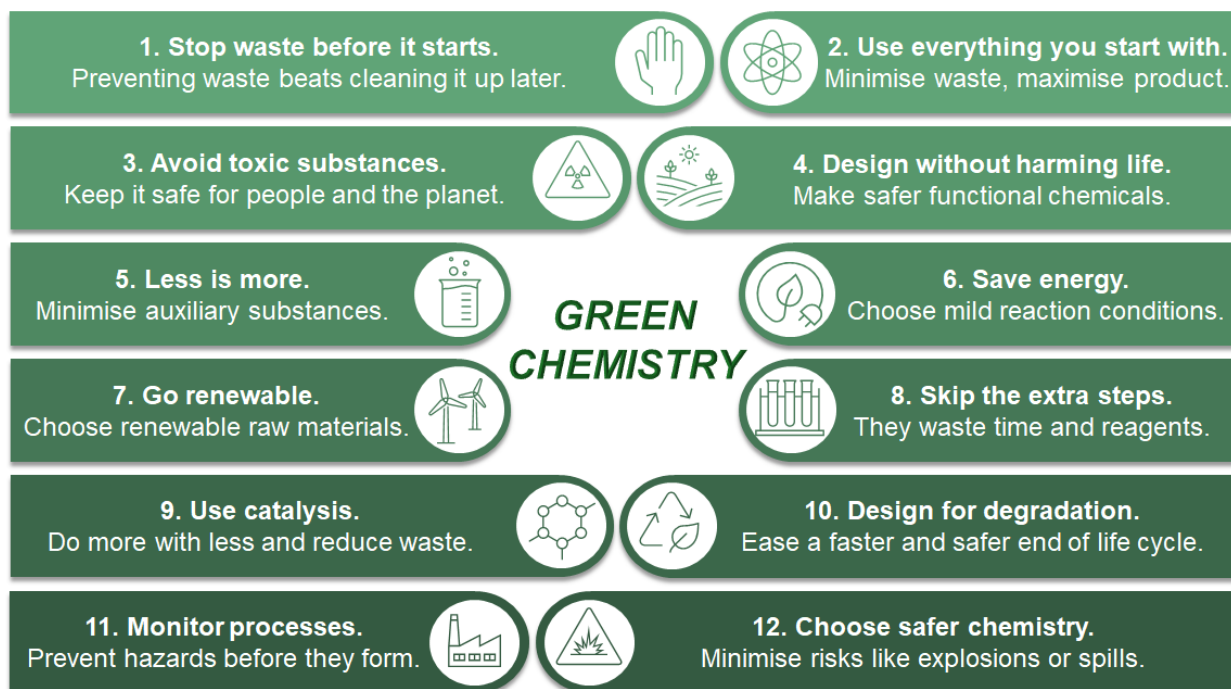 1. Stop waste before it starts.
Preventing waste beats cleaning it up later.
2. Use everything you start with.
Minimise waste, maximise product.
3. Avoid toxic substances.
Keep it safe for people and the planet.
4. Design without harming life.
Make safer functional chemicals.
5. Less is more.
Minimise auxiliary substances.
GREEN
CHEMISTRY
6. Save energy.
Choose mild reaction conditions.
7. Go renewable.
Choose renewable raw materials.
8. Skip the extra steps.
They waste time and reagents.
9. Use catalysis.
Do more with less and reduce waste.
10. Design for degradation.
Ease a faster and safer end of life cycle.
11. Monitor processes.
Prevent hazards before they form.
12. Choose safer chemistry.
Minimise risks like explosions or spills.